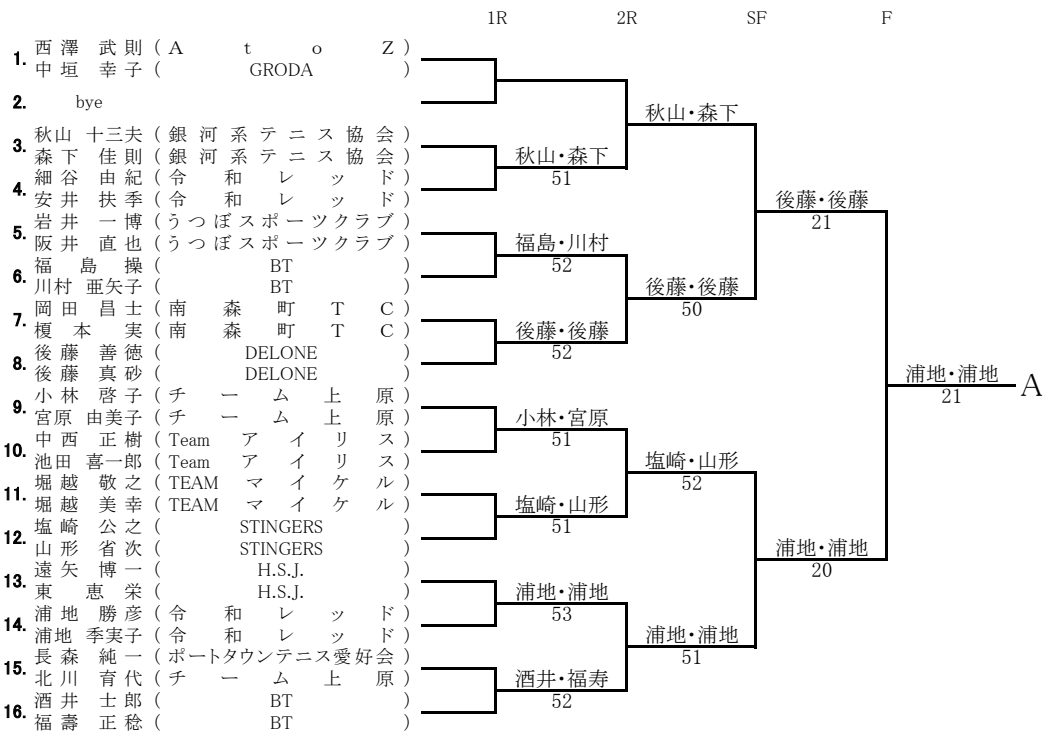 1R 2R SF F
1. 西澤 武則 ( A t o Z )
中垣 幸子 ( GRODA )
2. bye
秋山・森下
3. 秋山 十三夫 ( 銀河系テニス協会 )
森下 佳則 ( 銀河系テニス協会 )
秋山・森下
51
4. 細谷 由紀 ( 令和レッド )
安井 扶季 ( 令和レッド )
後藤・後藤
21
5. 岩井 一博 ( うつぼスポーツクラブ )
阪井 直也 ( うつぼスポーツクラブ )
福島・川村
52
6. 福島 操 ( BT )
川村 亜矢子 ( BT )
後藤・後藤
50
7. 岡田 昌士 ( 南森町TC )
榎本 実 ( 南森町TC )
後藤・後藤
52
8. 後藤 善徳 ( DELONE )
後藤 真砂 ( DELONE )
浦地・浦地 A
21
9. 小林 啓子 ( チーム上原 )
宮原 由美子 ( チーム上原 )
小林・宮原
51
10. 中西 正樹 ( Team アイリス )
池田 喜一郎 ( Team アイリス )
塩崎・山形
52
11. 堀越 敬之 ( TEAM マイケル )
堀越 美幸 ( TEAM マイケル )
塩崎・山形
51
12. 塩崎 公之 ( STINGERS )
山形 省次 ( STINGERS )
浦地・浦地
20
13. 遠矢 博一 ( H.S.J. )
東 恵栄 ( H.S.J. )
浦地・浦地
53
14. 浦地 勝彦 ( 令和レッド )
浦地 季実子 ( 令和レッド )
浦地・浦地
51
15. 長森 純一 ( ポートタウンテニス愛好会 )
北川 育代 ( チーム上原 )
酒井・福寿
52
16. 酒井 士郎 ( BT )
福壽 正稔 ( BT )